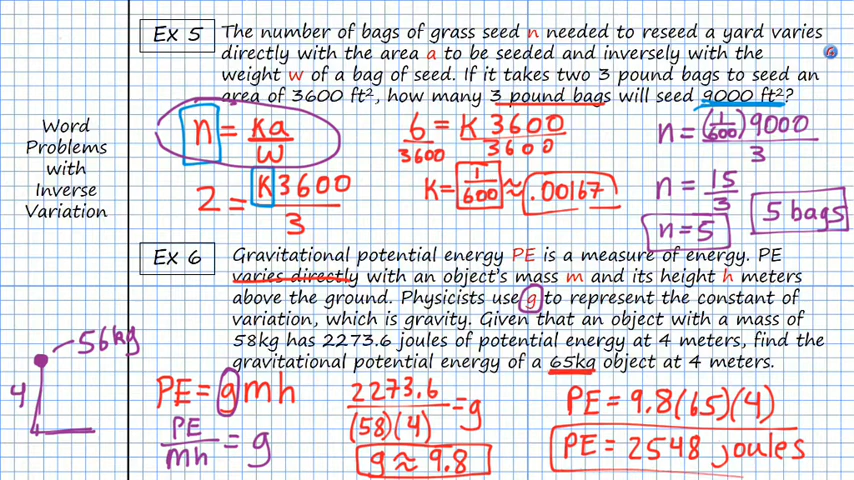 Word
Problems
with
Inverse
Variation
Ex 5
The number of bags of grass seed n needed to reseed a yard varies
directly with the area a to be seeded and inversely with the
weight w of a bag of seed. If it takes two 3 pound bags to seed an
area of 3600 ft², how many 3 pound bags will seed 9000 ft²?
n = Ka/w
2 = K3600/3
6/3600 = K 3600/3600
K = 1/600 ≈ .00167
n = (1/600)9000/3
n = 15/3
n = 5
5 bags
Ex 6
Gravitational potential energy PE is a measure of energy. PE
varies directly with an object's mass m and its height h meters
above the ground. Physicists use g to represent the constant of
variation, which is gravity. Given that an object with a mass of
58kg has 2273.6 joules of potential energy at 4 meters, find the
gravitational potential energy of a 65kg object at 4 meters.
56kg
4
PE = gmh
PE/mh = g
2273.6/(58)(4) = g
g ≈ 9.8
PE = 9.8(65)(4)
PE = 2548 joules